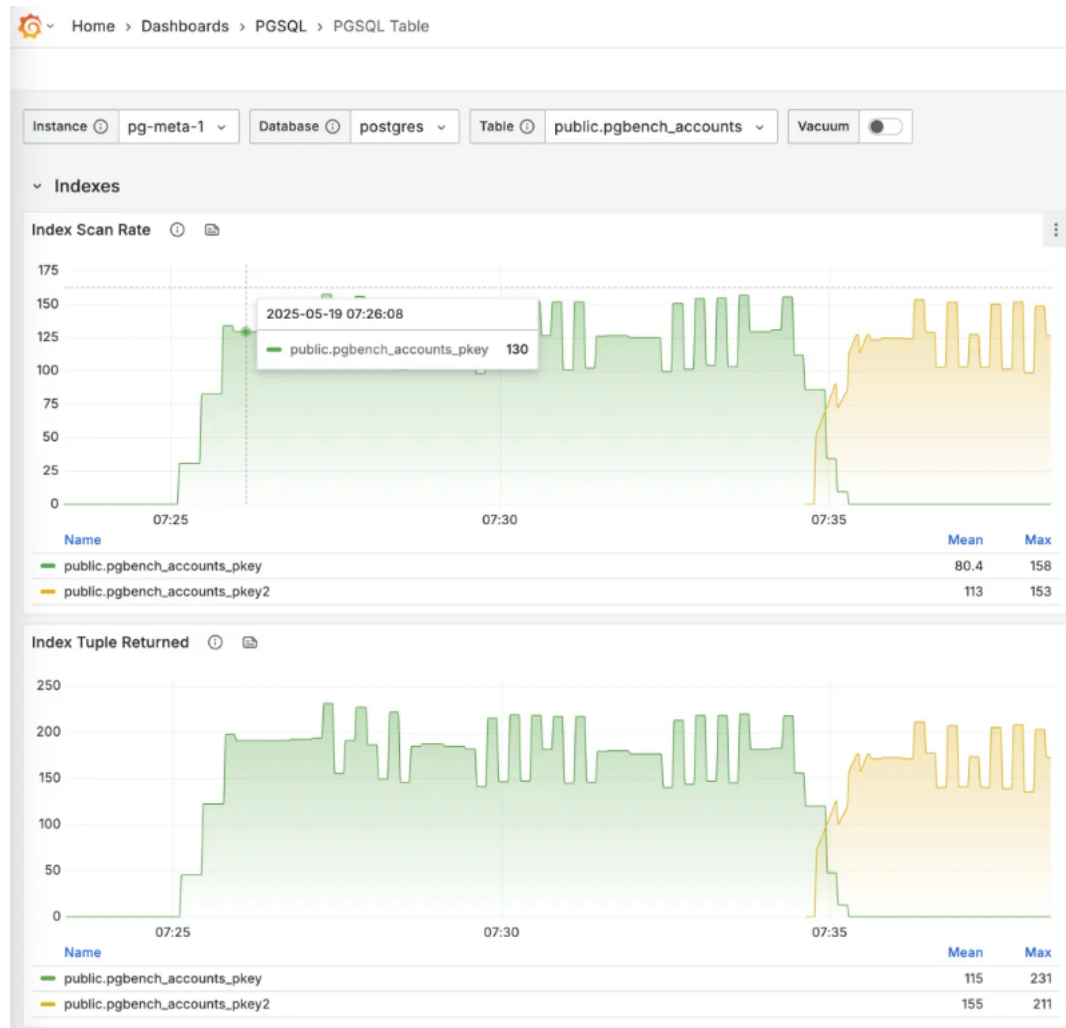 Home › Dashboards › PGSQL › PGSQL Table
Instance pg-meta-1 Database postgres Table public.pgbench_accounts Vacuum
Indexes
Index Scan Rate
175
150
125
100
75
50
25
0
2025-05-19 07:26:08
public.pgbench_accounts_pkey 130
07:25 07:30 07:35
Name Mean Max
public.pgbench_accounts_pkey 80.4 158
public.pgbench_accounts_pkey2 113 153
Index Tuple Returned
250
200
150
100
50
0
07:25 07:30 07:35
Name Mean Max
public.pgbench_accounts_pkey 115 231
public.pgbench_accounts_pkey2 155 211